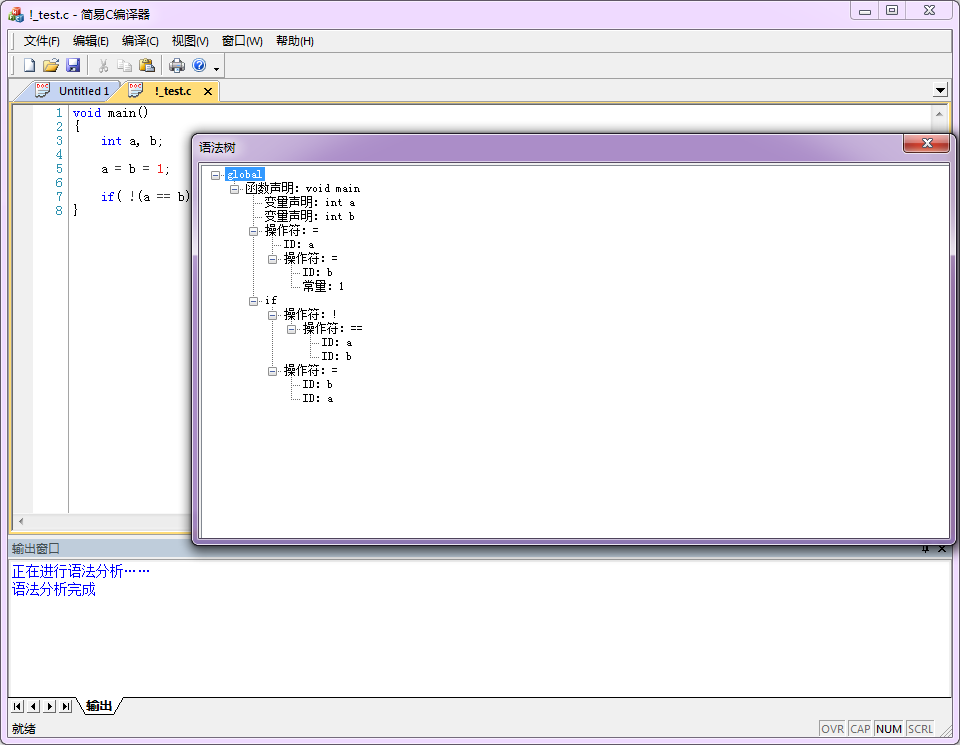 !_test.c - 简易C编译器
文件(F) 编辑(E) 编译(C) 视图(V) 窗口(W) 帮助(H)
Untitled 1 !_test.c
1 void main()
2 {
3 int a, b;
4
5 a = b = 1;
6
7 if( !(a == b)
8 }
语法树
global
函数声明: void main
变量声明: int a
变量声明: int b
操作符: =
ID: a
操作符: =
ID: b
常量: 1
if
操作符: !
操作符: ==
ID: a
ID: b
操作符: =
ID: b
ID: a
输出窗口
正在进行语法分析……
语法分析完成
输出
就绪 OVR CAP NUM SCRL